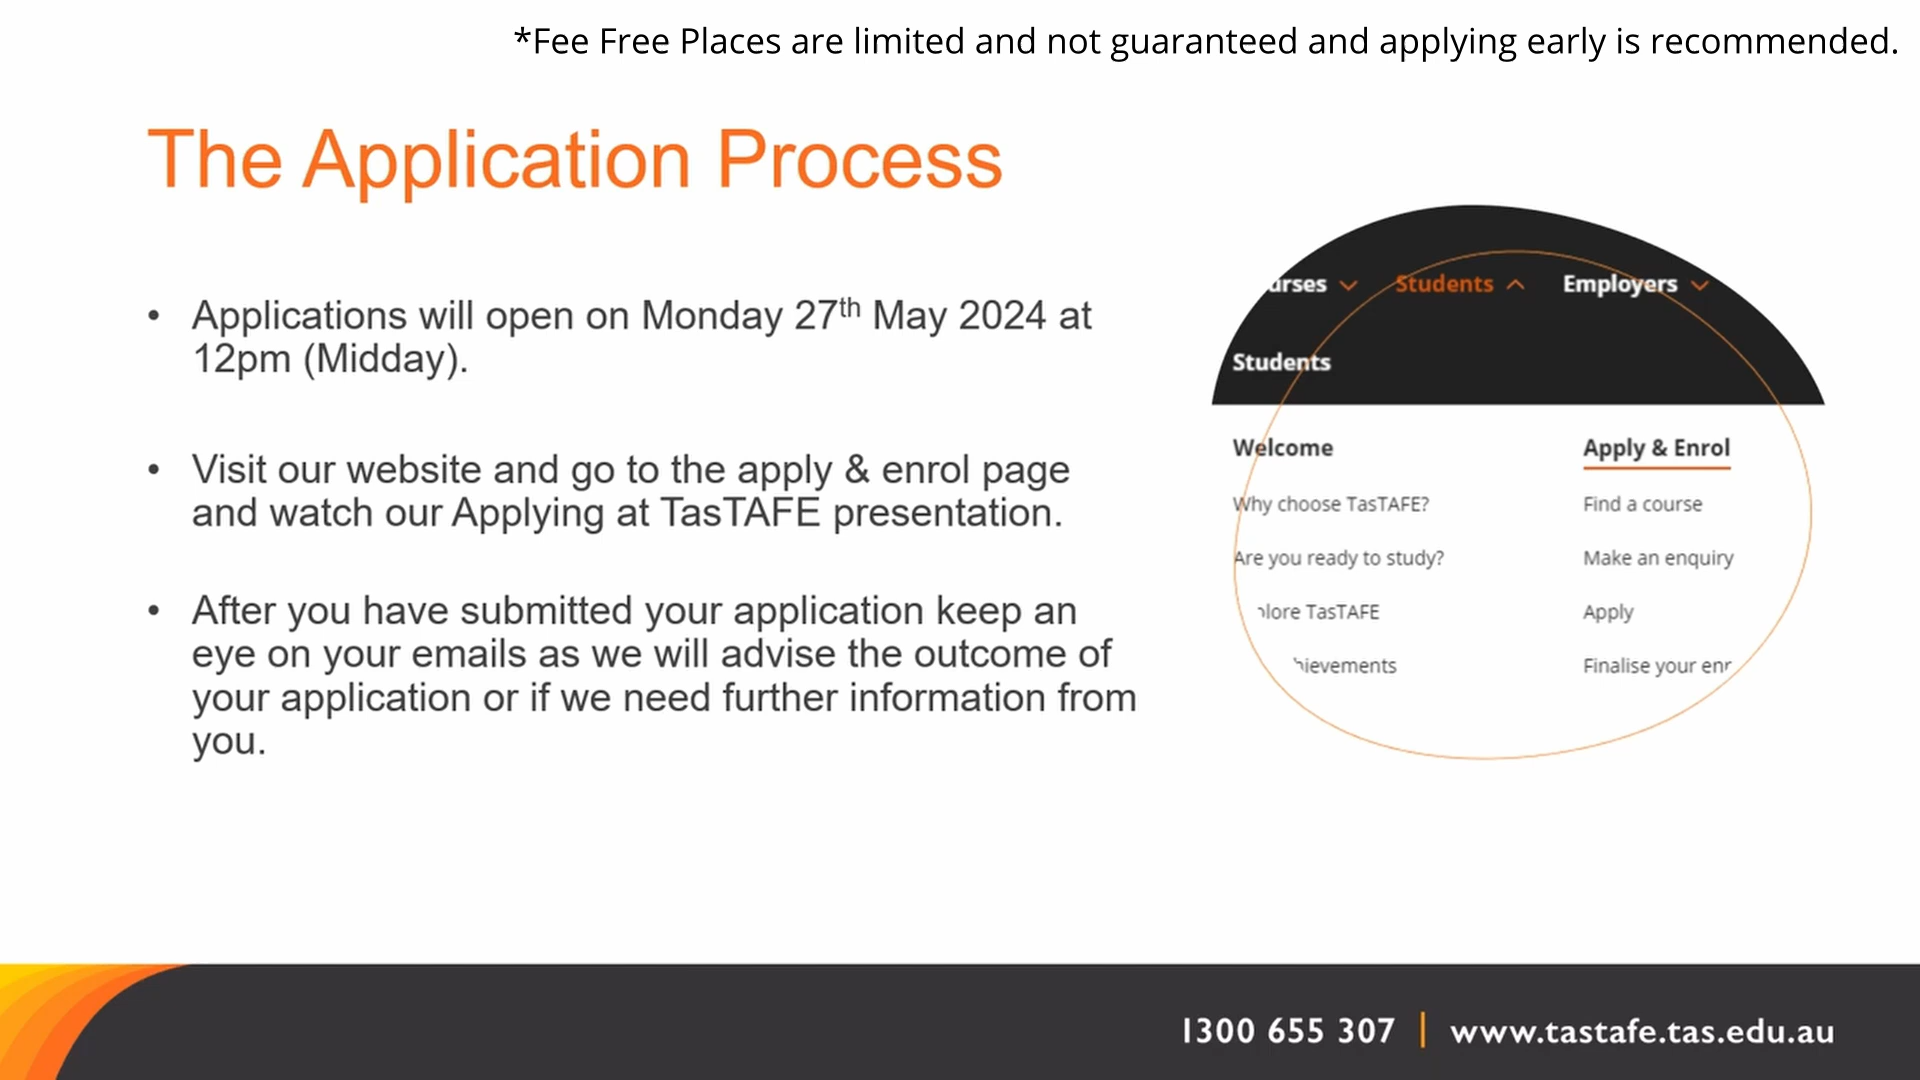 *Fee Free Places are limited and not guaranteed and applying early is recommended.
The Application Process
• Applications will open on Monday 27th May 2024 at
12pm (Midday).
• Visit our website and go to the apply & enrol page
and watch our Applying at TasTAFE presentation.
• After you have submitted your application keep an
eye on your emails as we will advise the outcome of
your application or if we need further information from
you.
Students Employers
Students
Welcome
Why choose TasTAFE?
Are you ready to study?
TasTAFE
Apply & Enrol
Find a course
Make an enquiry
Apply
Finalise your
1300 655 307 | www.tastafe.tas.edu.au